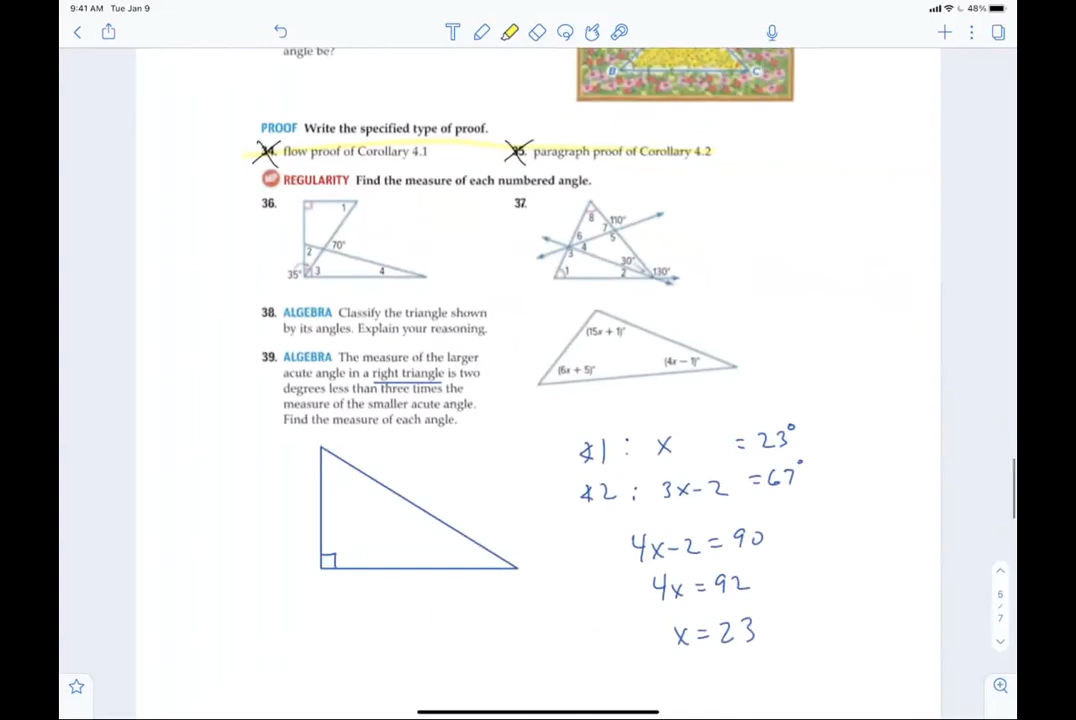 9:41 AM Tue Jan 9
48%
T
angle be?
B C
PROOF Write the specified type of proof.
34. flow proof of Corollary 4.1
35. paragraph proof of Corollary 4.2
REGULARITY Find the measure of each numbered angle.
36.
1
2 70°
35° 3 4
37.
8 110°
7
6 5
4
3 30°
1 2 130°
38. ALGEBRA Classify the triangle shown
by its angles. Explain your reasoning.
(15x + 1)°
(6x + 5)° (4x − 1)°
39. ALGEBRA The measure of the larger
acute angle in a right triangle is two
degrees less than three times the
measure of the smaller acute angle.
Find the measure of each angle.
∡1 : x = 23°
∡2 : 3x-2 = 67°
4x-2 = 90
4x = 92
x = 23
6
/
7